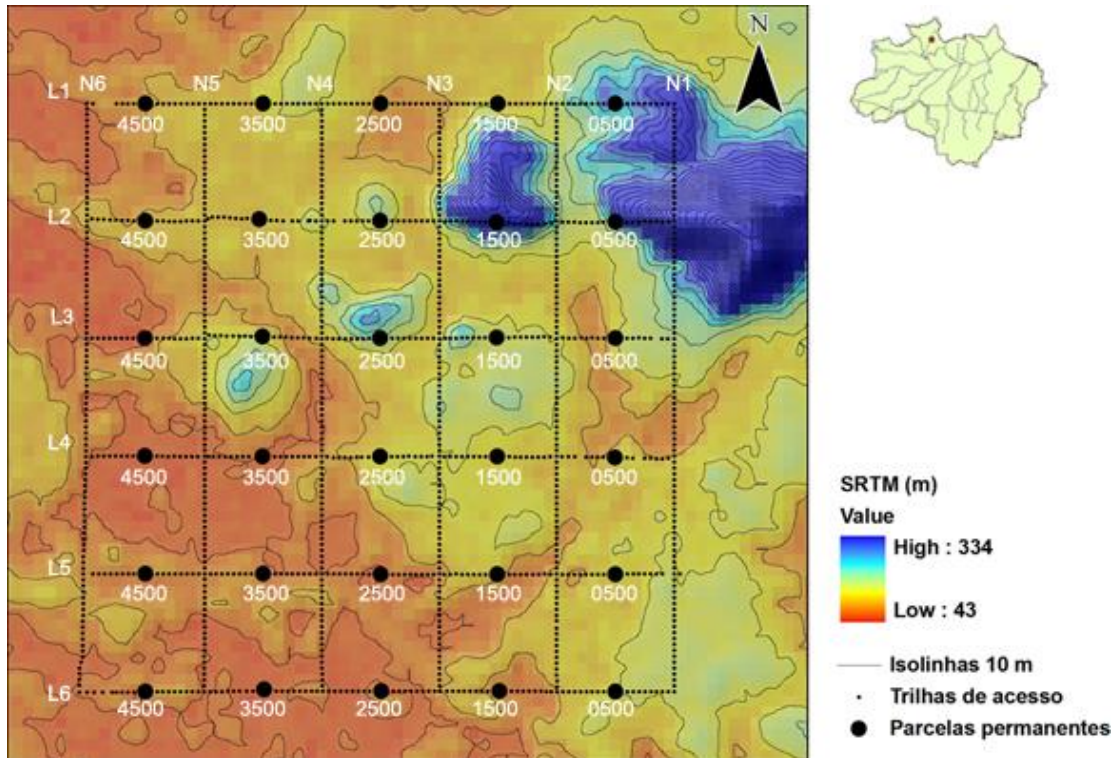 N
N6 N5 N4 N3 N2 N1
L1
4500 3500 2500 1500 0500
L2
4500 3500 2500 1500 0500
L3
4500 3500 2500 1500 0500
L4
4500 3500 2500 1500 0500
L5
4500 3500 2500 1500 0500
L6
4500 3500 2500 1500 0500
SRTM (m)
Value
High : 334
Low : 43
Isolinhas 10 m
Trilhas de acesso
Parcelas permanentes